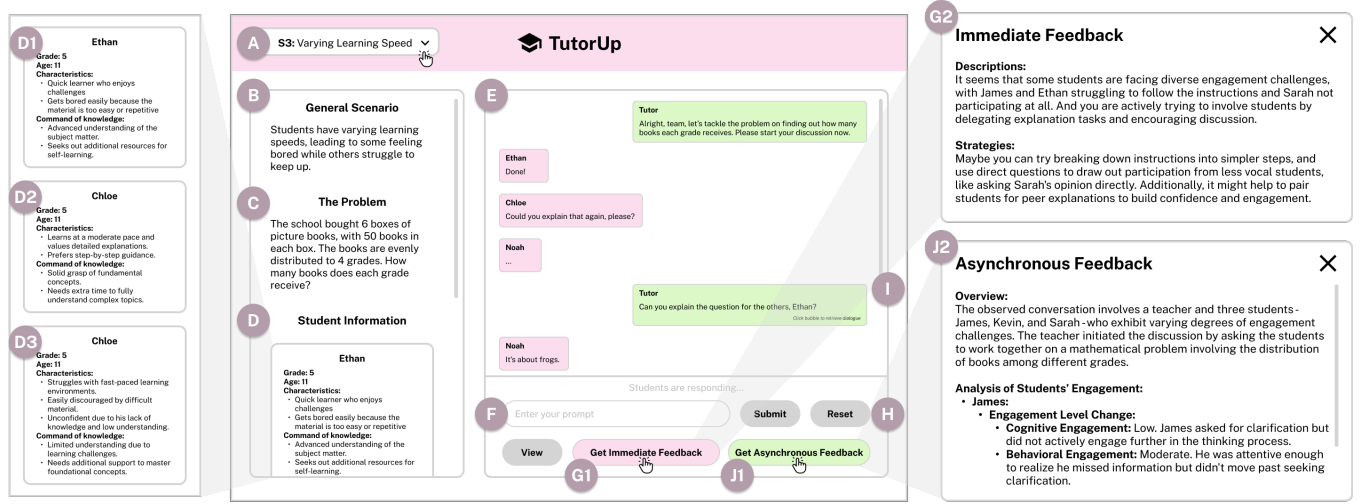 D1
Ethan
Grade: 5
Age: 11
Characteristics:
• Quick learner who enjoys
challenges
• Gets bored easily because the
material is too easy or repetitive
Command of knowledge:
• Advanced understanding of the
subject matter.
• Seeks out additional resources for
self-learning.
D2
Chloe
Grade: 5
Age: 11
Characteristics:
• Learns at a moderate pace and
values detailed explanations.
• Prefers step-by-step guidance.
Command of knowledge:
• Solid grasp of fundamental
concepts.
• Needs extra time to fully
understand complex topics.
D3
Chloe
Grade: 5
Age: 11
Characteristics:
• Struggles with fast-paced learning
environments.
• Easily discouraged by difficult
material.
• Unconfident due to his lack of
knowledge and low understanding.
Command of knowledge:
• Limited understanding due to
learning challenges.
• Needs additional support to master
foundational concepts.
A
S3: Varying Learning Speed
TutorUp
B
General Scenario
Students have varying learning
speeds, leading to some feeling
bored while others struggle to
keep up.
C
The Problem
The school bought 6 boxes of
picture books, with 50 books in
each box. The books are evenly
distributed to 4 grades. How
many books does each grade
receive?
D
Student Information
Ethan
Grade: 5
Age: 11
Characteristics:
• Quick learner who enjoys
challenges
• Gets bored easily because the
material is too easy or repetitive
Command of knowledge:
• Advanced understanding of the
subject matter.
• Seeks out additional resources for
self-learning.
E
Tutor
Alright, team, let's tackle the problem on finding out how many
books each grade receives. Please start your discussion now.
Ethan
Done!
Chloe
Could you explain that again, please?
Noah
...
I
Tutor
Can you explain the question for the others, Ethan?
Click bubble to retrieve dialogue
Noah
It's about frogs.
Students are responding...
F
Enter your prompt
Submit
Reset
H
View
Get Immediate Feedback
G1
Get Asynchronous Feedback
J1
G2
Immediate Feedback
Descriptions:
It seems that some students are facing diverse engagement challenges,
with James and Ethan struggling to follow the instructions and Sarah not
participating at all. And you are actively trying to involve students by
delegating explanation tasks and encouraging discussion.
Strategies:
Maybe you can try breaking down instructions into simpler steps, and
use direct questions to draw out participation from less vocal students,
like asking Sarah's opinion directly. Additionally, it might help to pair
students for peer explanations to build confidence and engagement.
J2
Asynchronous Feedback
Overview:
The observed conversation involves a teacher and three students -
James, Kevin, and Sarah - who exhibit varying degrees of engagement
challenges. The teacher initiated the discussion by asking the students
to work together on a mathematical problem involving the distribution
of books among different grades.
Analysis of Students' Engagement:
• James:
• Engagement Level Change:
• Cognitive Engagement: Low. James asked for clarification but
did not actively engage further in the thinking process.
• Behavioral Engagement: Moderate. He was attentive enough
to realize he missed information but didn't move past seeking
clarification.